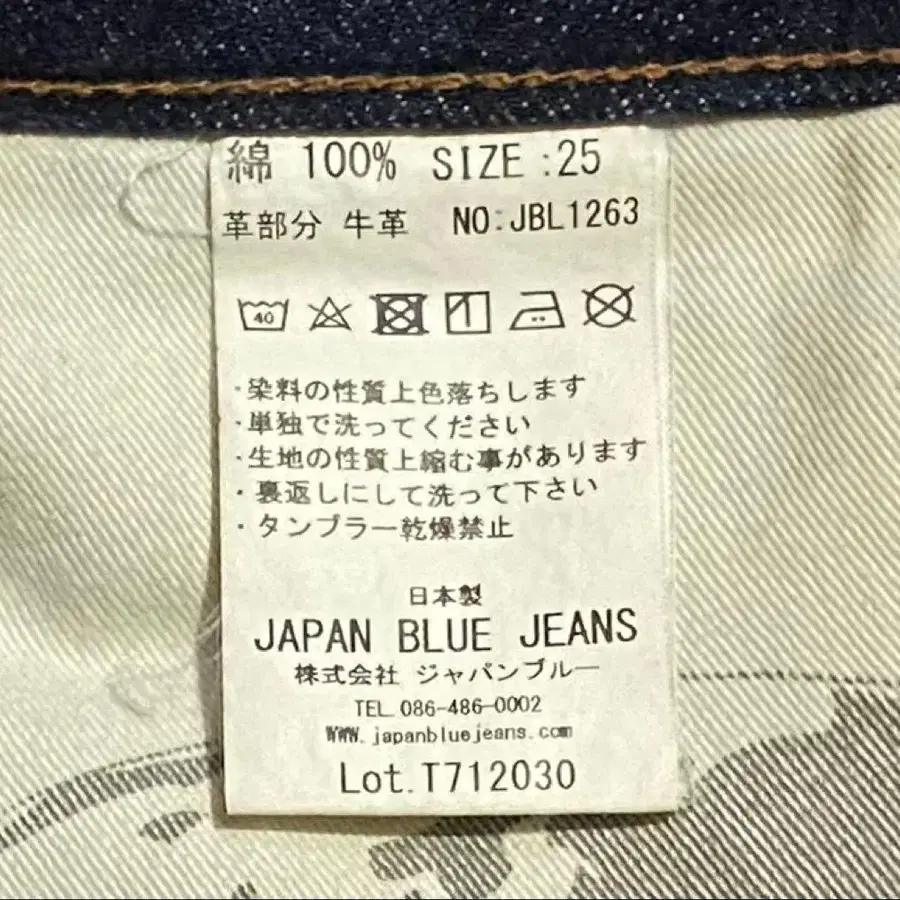 綿 100% SIZE:25
革部分 牛革 NO:JBL1263
40
・染料の性質上色落ちします
・単独で洗ってください
・生地の性質上縮む事があります
・裏返しにして洗って下さい
・タンブラー乾燥禁止
日本製
JAPAN BLUE JEANS
株式会社 ジャパンブルー
TEL.086-486-0002
www.japanbluejeans.com
Lot.T712030